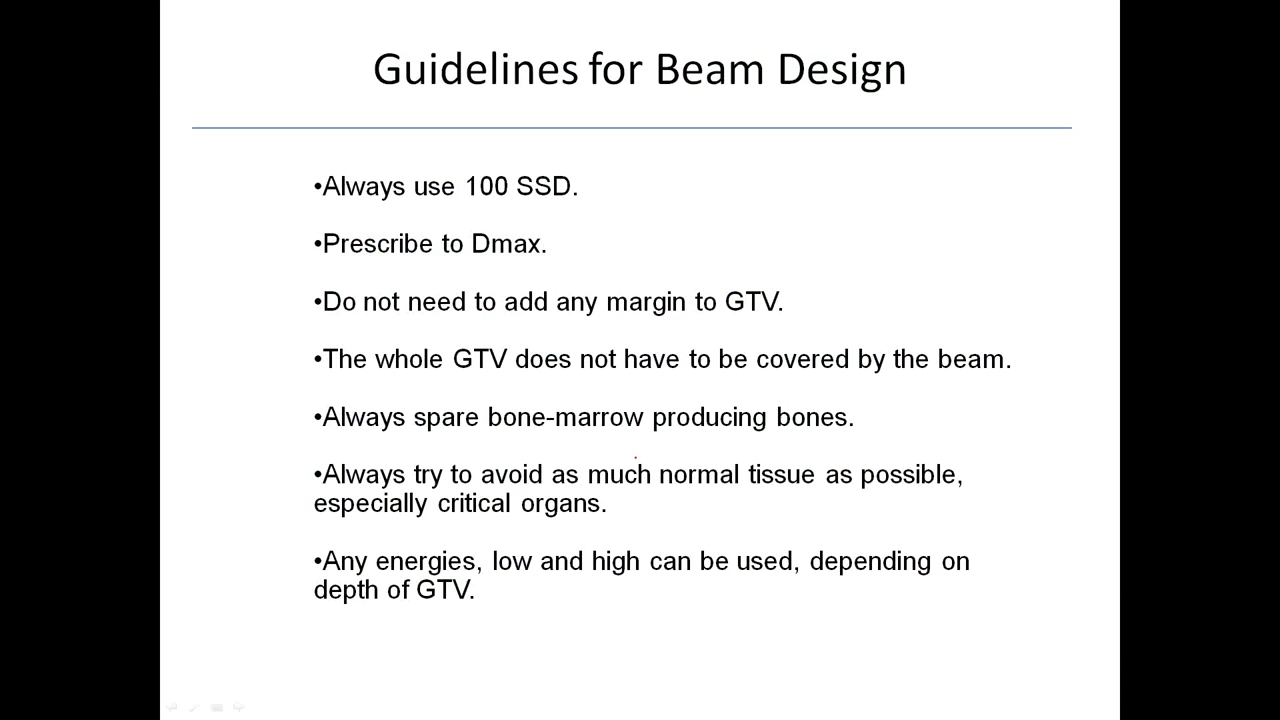 Guidelines for Beam Design
•Always use 100 SSD.
•Prescribe to Dmax.
•Do not need to add any margin to GTV.
•The whole GTV does not have to be covered by the beam.
•Always spare bone-marrow producing bones.
•Always try to avoid as much normal tissue as possible,
especially critical organs.
•Any energies, low and high can be used, depending on
depth of GTV.